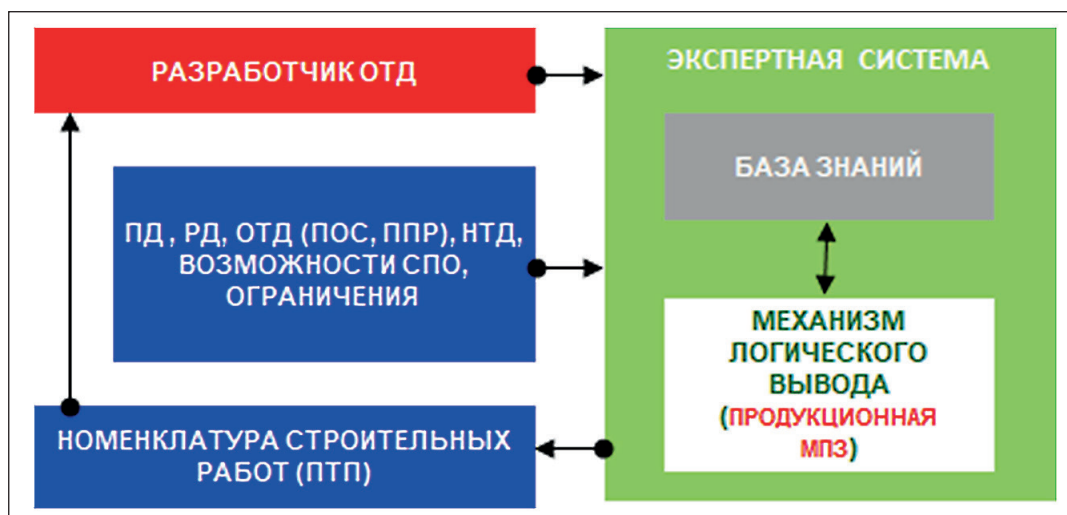 РАЗРАБОТЧИК ОТД
ПД , РД, ОТД (ПОС, ППР), НТД,
ВОЗМОЖНОСТИ СПО,
ОГРАНИЧЕНИЯ
НОМЕНКЛАТУРА СТРОИТЕЛЬНЫХ
РАБОТ (ПТП)
ЭКСПЕРТНАЯ СИСТЕМА
БАЗА ЗНАНИЙ
МЕХАНИЗМ
ЛОГИЧЕСКОГО
ВЫВОДА
(ПРОДУКЦИОННАЯ
МПЗ)